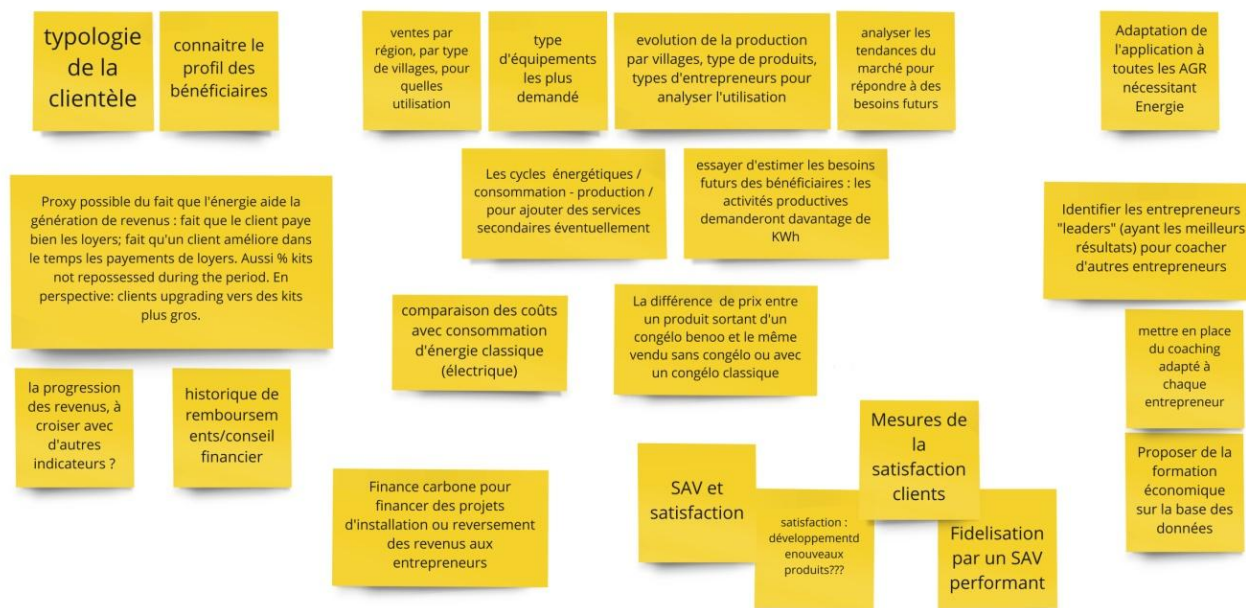 typologie
de la
clientèle
connaitre le
profil des
bénéficiaires
ventes par
région, par type
de villages, pour
quelles
utilisation
type
d'équipements
les plus
demandé
evolution de la production
par villages, type de produits,
types d'entrepreneurs pour
analyser l'utilisation
analyser les
tendances du
marché pour
répondre à des
besoins futurs
Adaptation de
l'application à
toutes les AGR
nécessitant
Energie
Les cycles énergétiques /
consommation - production /
pour ajouter des services
secondaires éventuellement
essayer d'estimer les besoins
futurs des bénéficiaires : les
activités productives
demanderont davantage de
KWh
Proxy possible du fait que l'énergie aide la
génération de revenus : fait que le client paye
bien les loyers; fait qu'un client améliore dans
le temps les payements de loyers. Aussi % kits
not repossessed during the period. En
perspective: clients upgrading vers des kits
plus gros.
Identifier les entrepreneurs
"leaders" (ayant les meilleurs
résultats) pour coacher
d'autres entrepreneurs
comparaison des coûts
avec consommation
d'énergie classique
(électrique)
La différence de prix entre
un produit sortant d'un
congélo benoo et le même
vendu sans congélo ou avec
un congélo classique
mettre en place
du coaching
adapté à
chaque
entrepreneur
la progression
des revenus, à
croiser avec
d'autres
indicateurs ?
historique de
remboursem
ents/conseil
financier
Mesures de
la
satisfaction
clients
Proposer de la
formation
économique
sur la base des
données
Finance carbone pour
financer des projets
d'installation ou reversement
des revenus aux
entrepreneurs
SAV et
satisfaction
satisfaction :
développementd
enouveaux
produits???
Fidelisation
par un SAV
performant